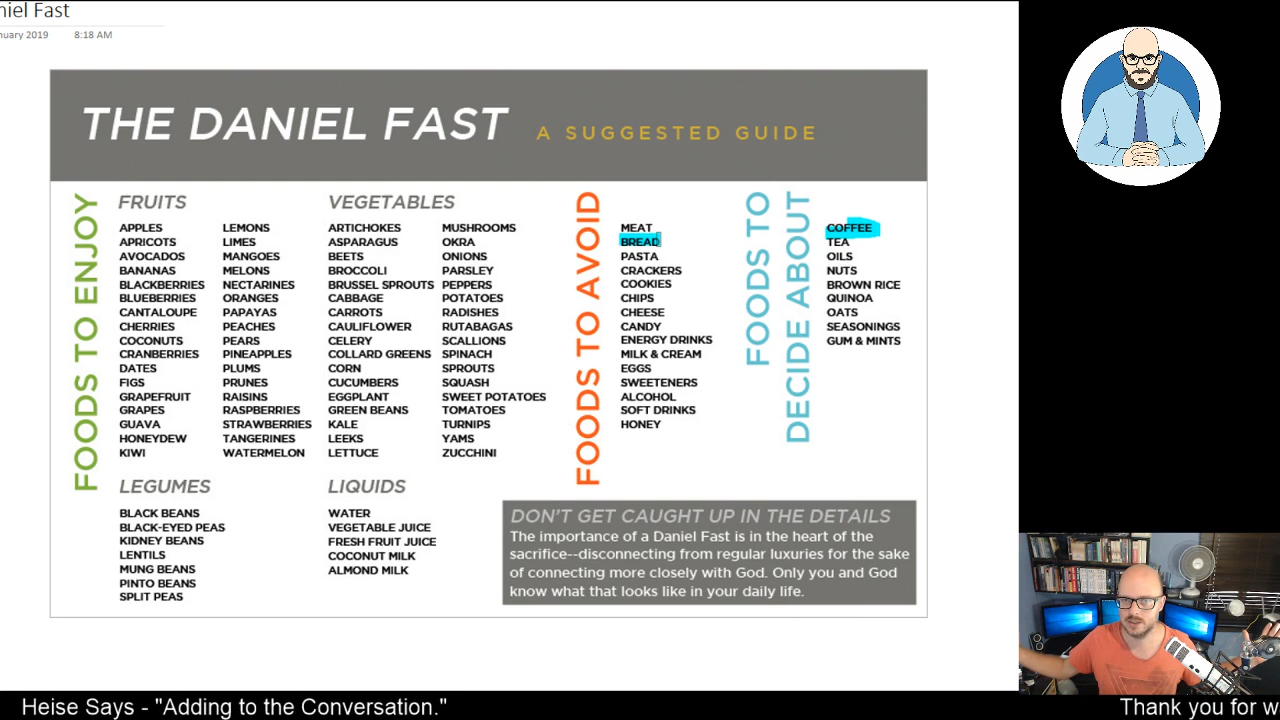 niel Fast
nuary 2019 8:18 AM
THE DANIEL FAST A SUGGESTED GUIDE
FOODS TO ENJOY
FRUITS
APPLES
APRICOTS
AVOCADOS
BANANAS
BLACKBERRIES
BLUEBERRIES
CANTALOUPE
CHERRIES
COCONUTS
CRANBERRIES
DATES
FIGS
GRAPEFRUIT
GRAPES
GUAVA
HONEYDEW
KIWI
LEMONS
LIMES
MANGOES
MELONS
NECTARINES
ORANGES
PAPAYAS
PEACHES
PEARS
PINEAPPLES
PLUMS
PRUNES
RAISINS
RASPBERRIES
STRAWBERRIES
TANGERINES
WATERMELON
VEGETABLES
ARTICHOKES
ASPARAGUS
BEETS
BROCCOLI
BRUSSEL SPROUTS
CABBAGE
CARROTS
CAULIFLOWER
CELERY
COLLARD GREENS
CORN
CUCUMBERS
EGGPLANT
GREEN BEANS
KALE
LEEKS
LETTUCE
MUSHROOMS
OKRA
ONIONS
PARSLEY
PEPPERS
POTATOES
RADISHES
RUTABAGAS
SCALLIONS
SPINACH
SPROUTS
SQUASH
SWEET POTATOES
TOMATOES
TURNIPS
YAMS
ZUCCHINI
LEGUMES
BLACK BEANS
BLACK-EYED PEAS
KIDNEY BEANS
LENTILS
MUNG BEANS
PINTO BEANS
SPLIT PEAS
LIQUIDS
WATER
VEGETABLE JUICE
FRESH FRUIT JUICE
COCONUT MILK
ALMOND MILK
FOODS TO AVOID
MEAT
BREAD
PASTA
CRACKERS
COOKIES
CHIPS
CHEESE
CANDY
ENERGY DRINKS
MILK & CREAM
EGGS
SWEETENERS
ALCOHOL
SOFT DRINKS
HONEY
FOODS TO
DECIDE ABOUT
COFFEE
TEA
OILS
NUTS
BROWN RICE
QUINOA
OATS
SEASONINGS
GUM & MINTS
DON'T GET CAUGHT UP IN THE DETAILS
The importance of a Daniel Fast is in the heart of the
sacrifice--disconnecting from regular luxuries for the sake
of connecting more closely with God. Only you and God
know what that looks like in your daily life.
Heise Says - "Adding to the Conversation." Thank you for w